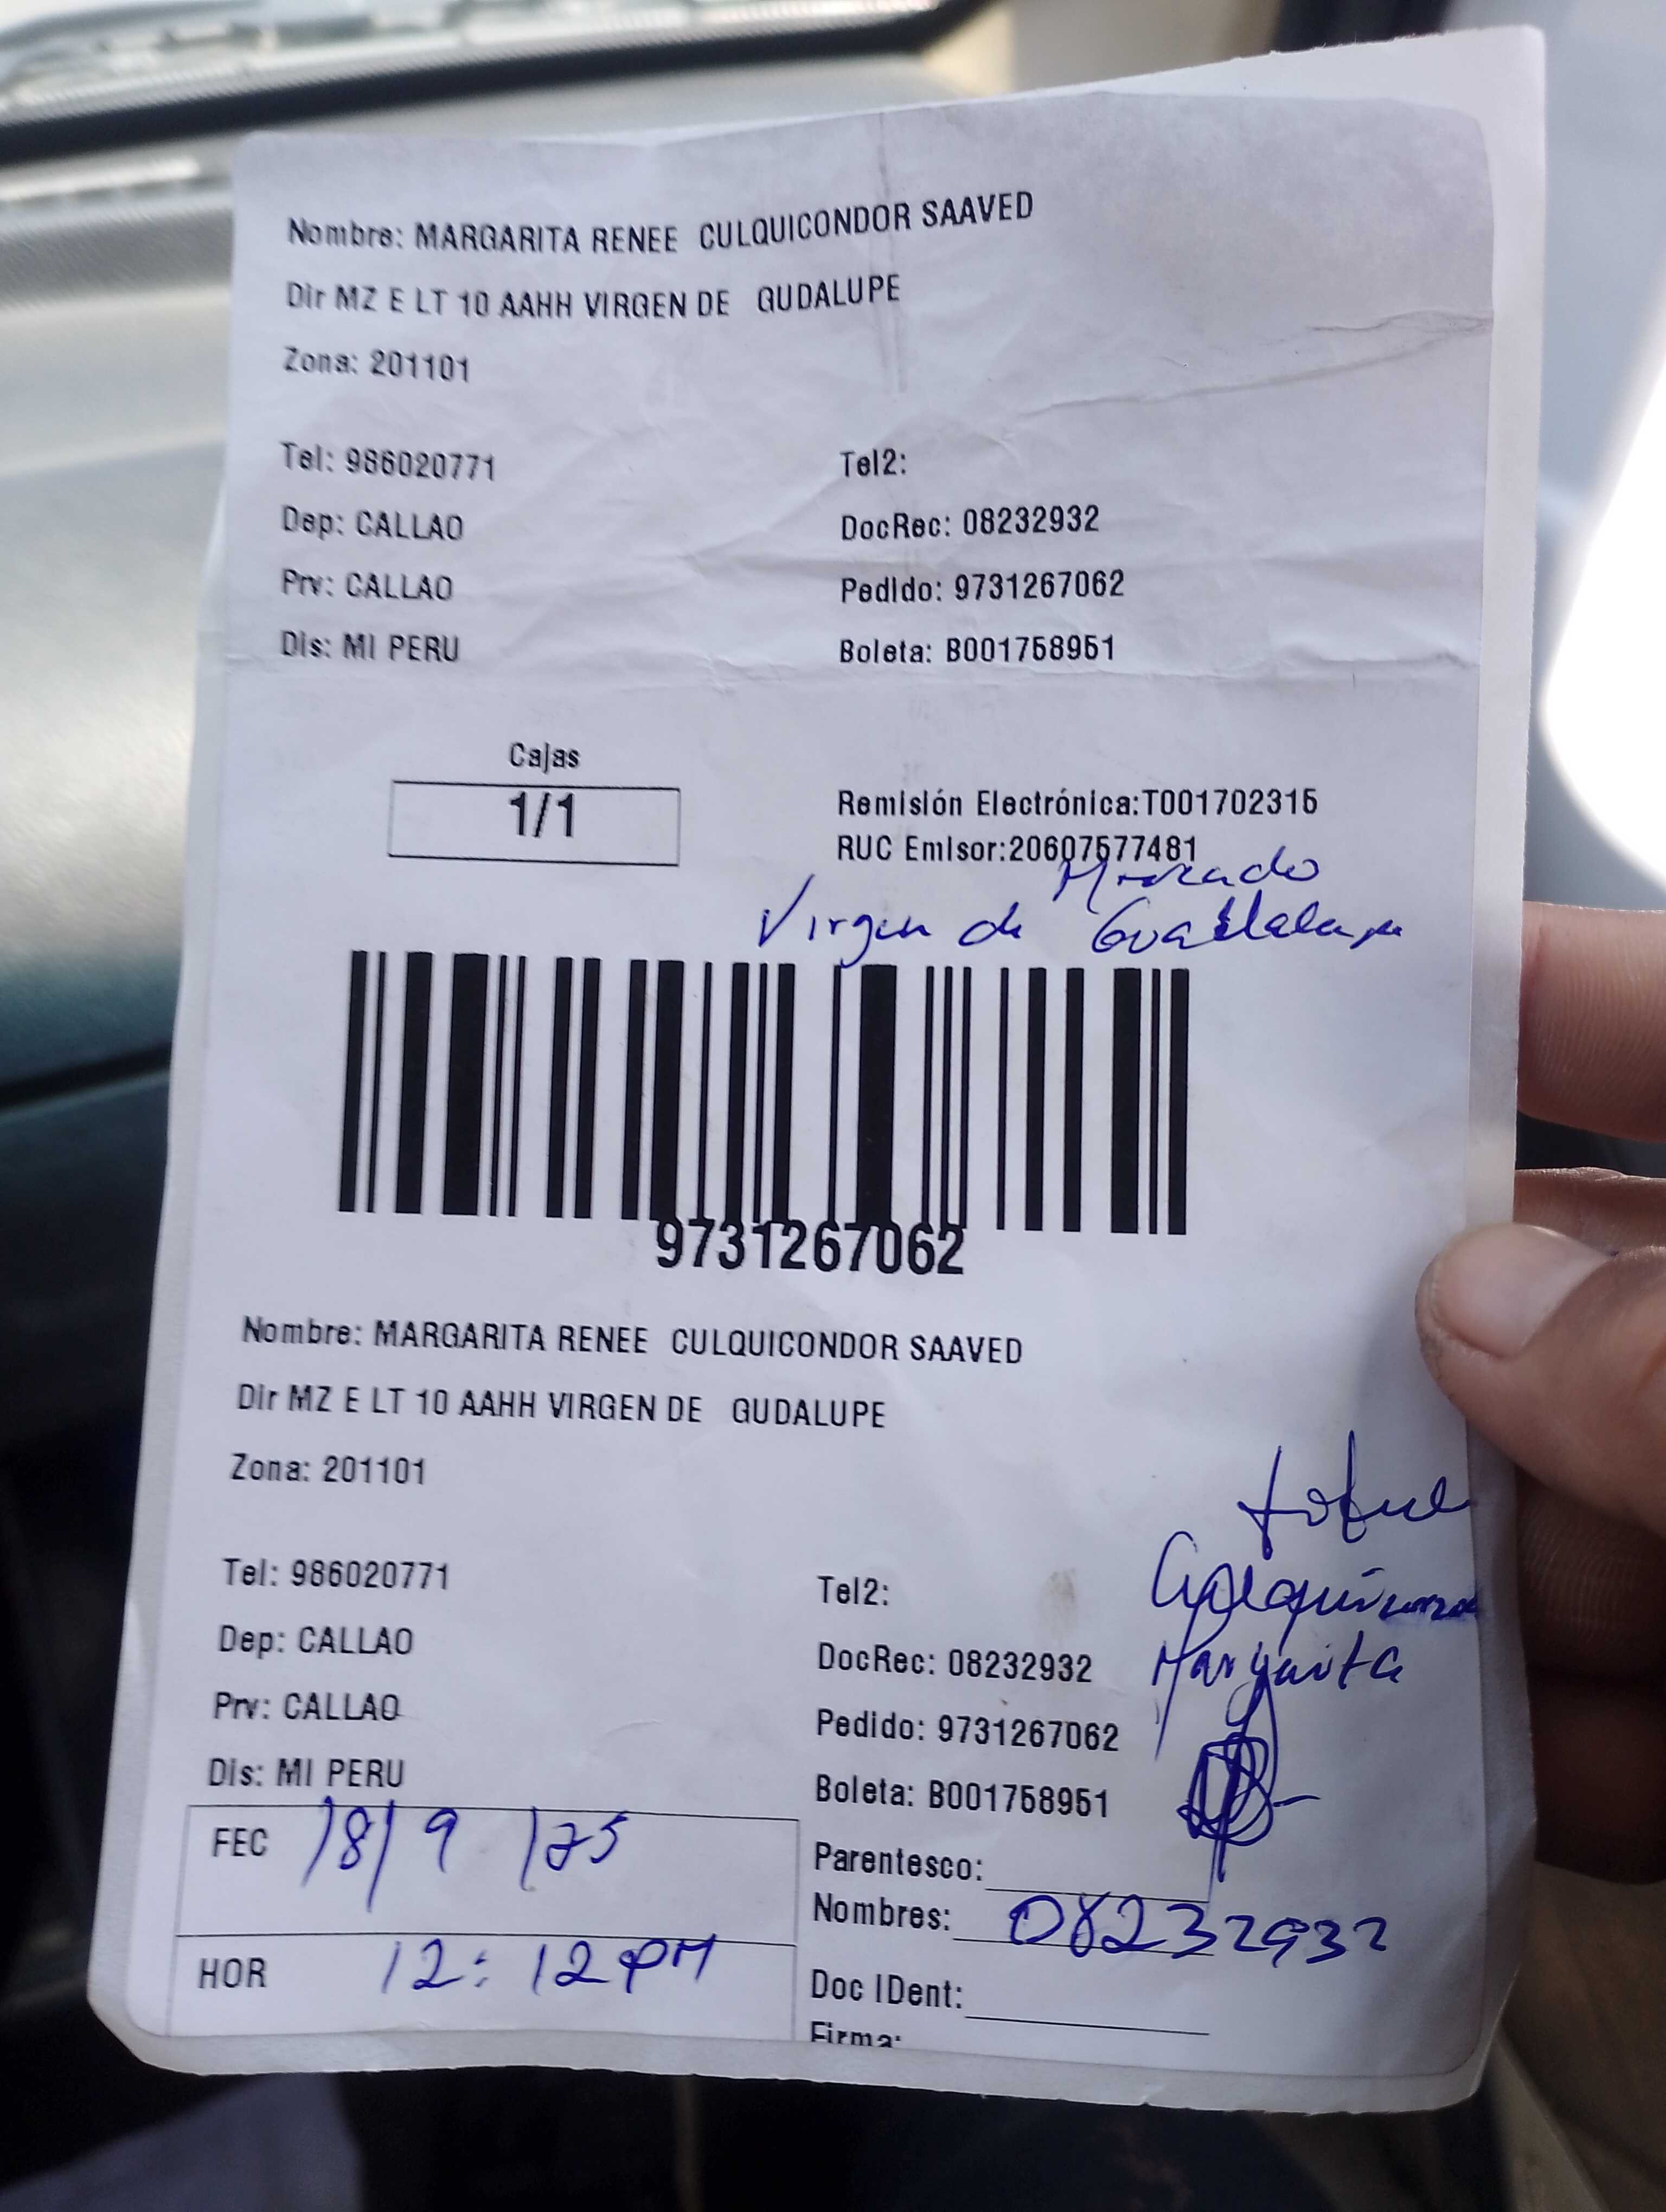 Nombre: MARGARITA RENEE CULQUICONDOR SAAVED
Dir MZ E LT 10 AAHH VIRGEN DE GUDALUPE
Zona: 201101
Tel: 986020771 Tel2:
Dep: CALLAO DocRec: 08232932
Prv: CALLAO Pedido: 9731267062
Dis: MI PERU Boleta: B001758951
Cajas
1/1
Remisión Electrónica:T001702315
RUC Emisor:20607577481
Mercado
Virgen de Guadalupe
9731267062
Nombre: MARGARITA RENEE CULQUICONDOR SAAVED
Dir MZ E LT 10 AAHH VIRGEN DE GUDALUPE
Zona: 201101
Tel: 986020771 Tel2:
Dep: CALLAO DocRec: 08232932 Margarita
Prv: CALLAO Pedido: 9731267062
Dis: MI PERU Boleta: B001758951
FEC 18/9/25 Parentesco:
Nombres: 08232932
HOR 12:12 PM Doc IDent:
Firma: